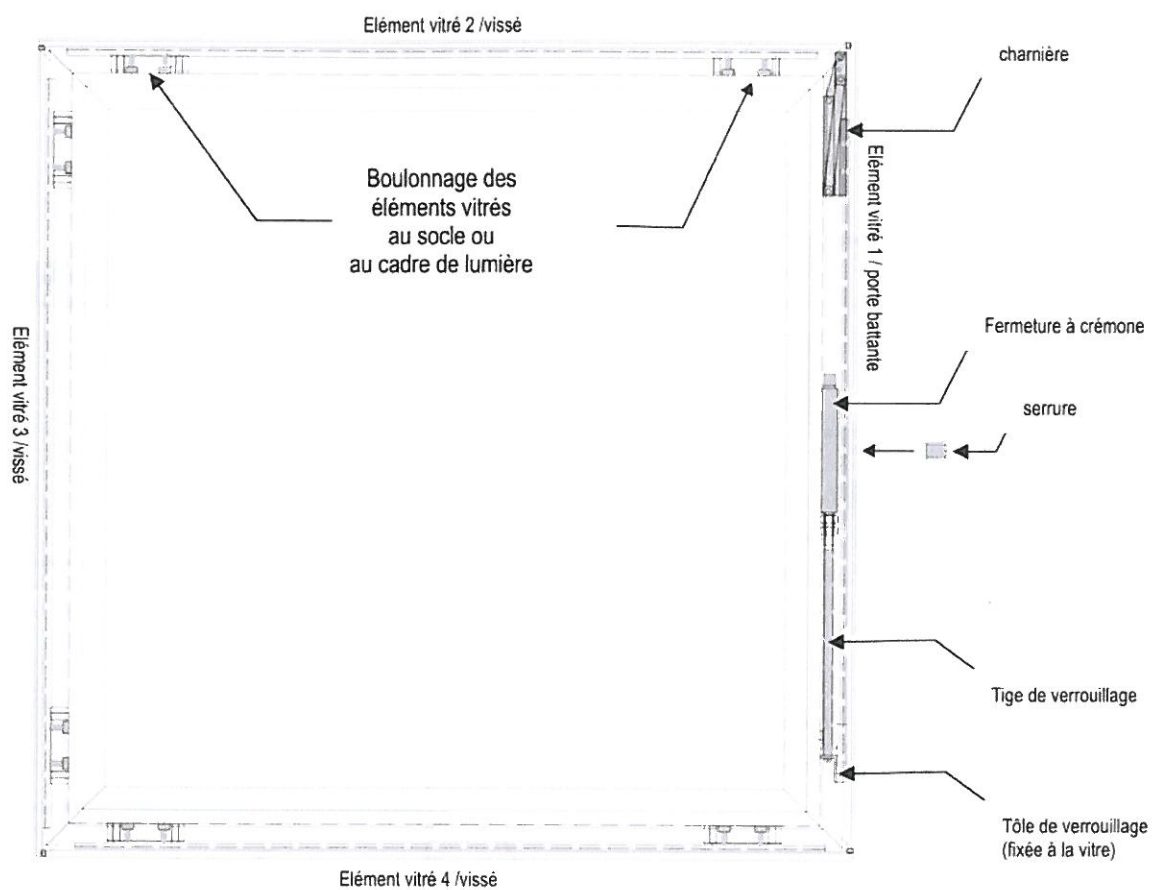 Elément vitré 2 /vissé
charnière
Elément vitré 1 / porte battante
Boulonnage des
éléments vitrés
au socle ou
au cadre de lumière
Elément vitré 3 /vissé
Fermeture à crémone
serrure
Tige de verrouillage
Tôle de verrouillage
(fixée à la vitre)
Elément vitré 4 /vissé